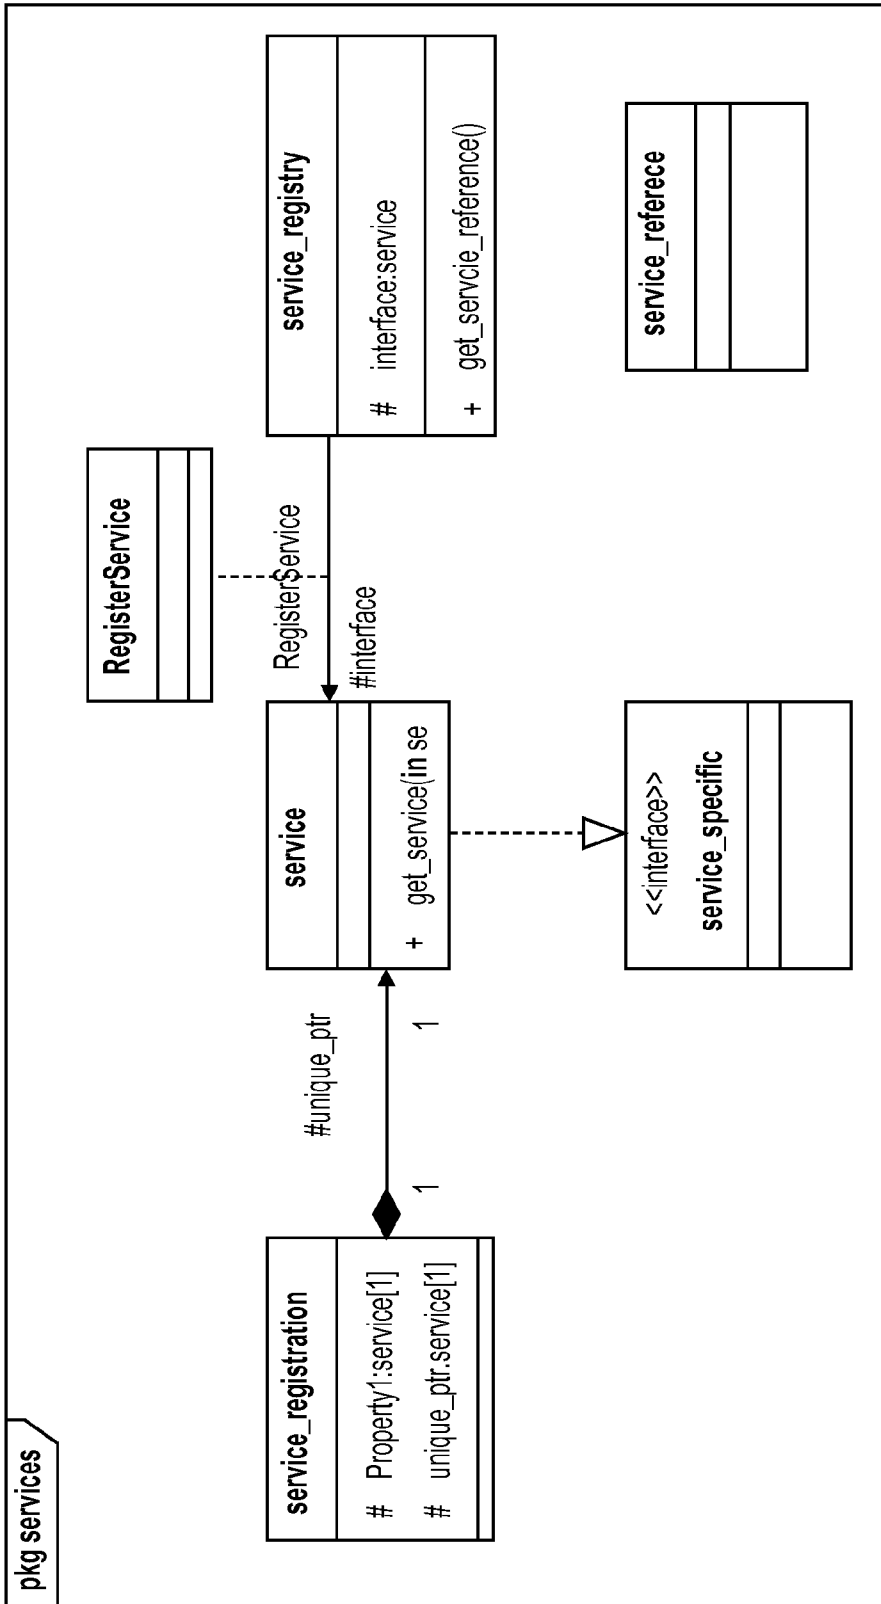 pkg services
RegisterService
service_registration
# Property1:service[1]
# unique_ptr.service[1]
#unique_ptr
1
1
service
+ get_service(in se
RegisterService
#interface
service_registry
# interface:service
+ get_servcie_reference()
<<interface>>
service_specific
service_referece